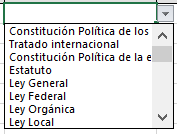 Constitución Política de los
Tratado internacional
Constitución Política de la e
Estatuto
Ley General
Ley Federal
Ley Orgánica
Ley Local